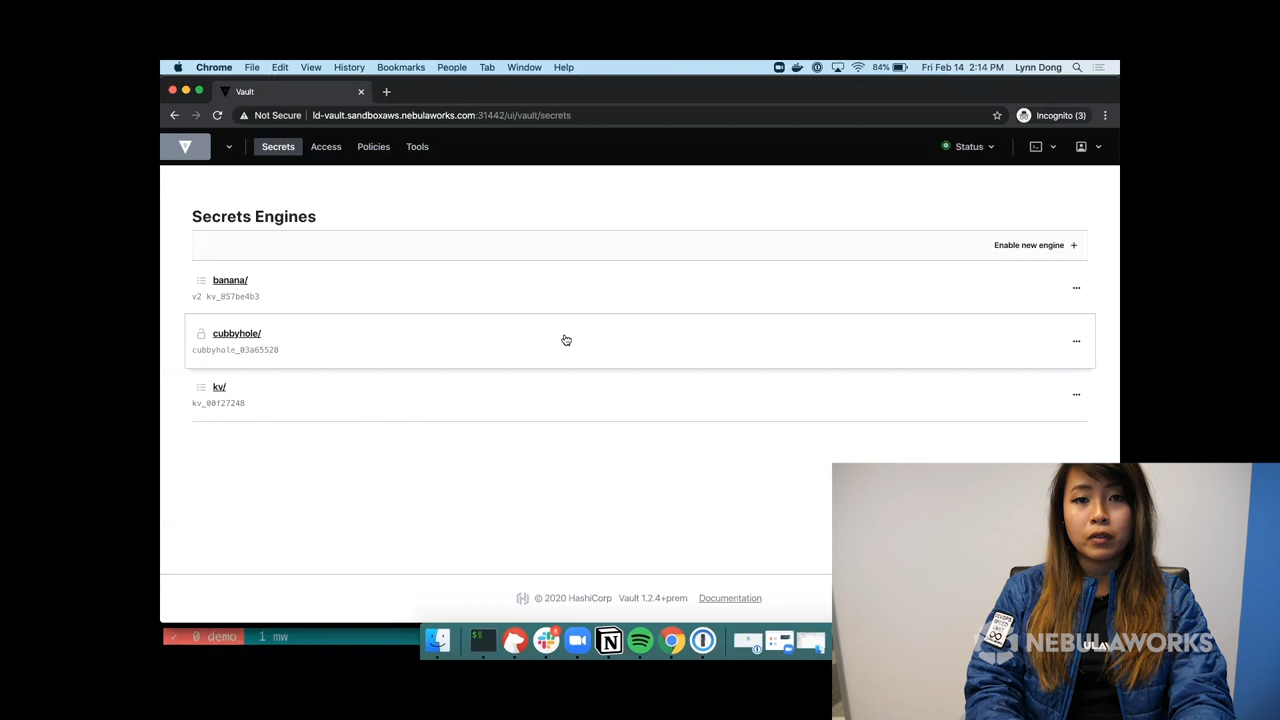 Chrome File Edit View History Bookmarks People Tab Window Help 84% Fri Feb 14 2:14 PM Lynn Dong
Vault
Not Secure ld-vault.sandboxaws.nebulaworks.com:31442/ui/vault/secrets Incognito (3)
Secrets Access Policies Tools Status
Secrets Engines
Enable new engine
banana/
v2 kv_857be4b3
cubbyhole/
cubbyhole_03a65528
kv/
kv_00f27248
© 2020 HashiCorp Vault 1.2.4+prem Documentation
0 demo 1 mw
NEBULAWORKS